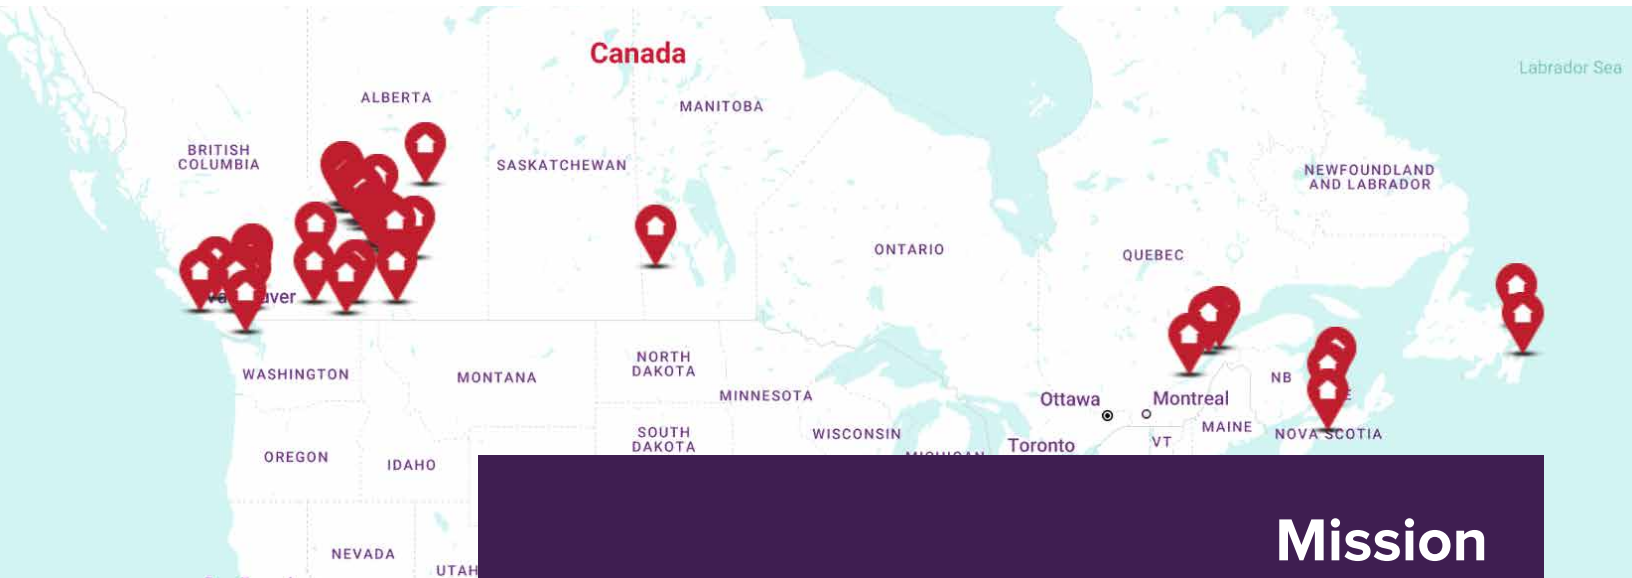 Canada
Labrador Sea
ALBERTA
MANITOBA
BRITISH
COLUMBIA
SASKATCHEWAN
NEWFOUNDLAND
AND LABRADOR
ONTARIO
QUEBEC
WASHINGTON
MONTANA
NORTH
DAKOTA
MINNESOTA
NB
Ottawa
Montreal
MAINE
NOVA SCOTIA
WISCONSIN
SOUTH
DAKOTA
VT
Toronto
OREGON
IDAHO
NEVADA
UTAH
Mission